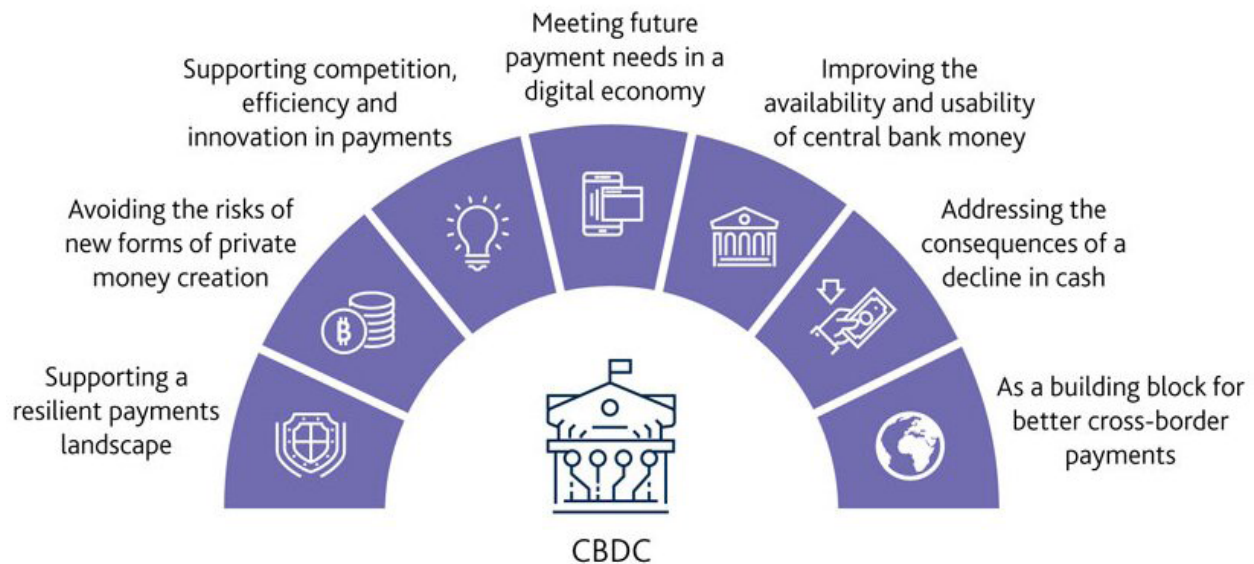 Meeting future
payment needs in a
digital economy
Supporting competition,
efficiency and
innovation in payments
Improving the
availability and usability
of central bank money
Avoiding the risks of
new forms of private
money creation
Addressing the
consequences of a
decline in cash
Supporting a
resilient payments
landscape
As a building block for
better cross-border
payments
CBDC